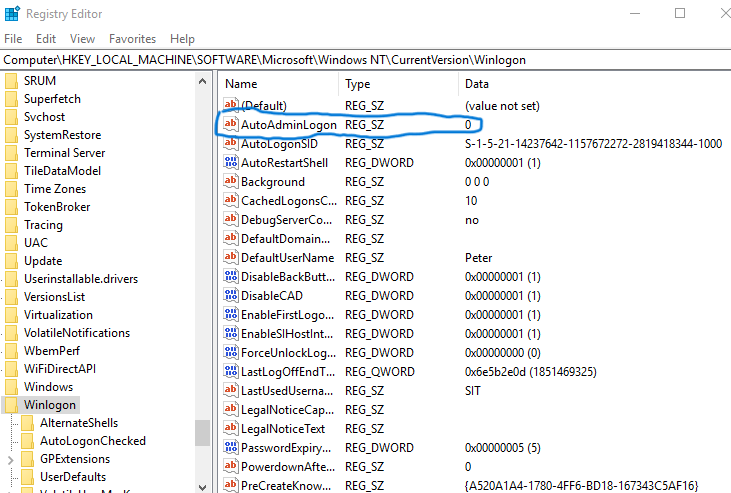 Registry Editor
File Edit View Favorites Help
Computer\HKEY_LOCAL_MACHINE\SOFTWARE\Microsoft\Windows NT\CurrentVersion\Winlogon
SRUM
Superfetch
Svchost
SystemRestore
Terminal Server
TileDataModel
Time Zones
TokenBroker
Tracing
UAC
Update
Userinstallable.drivers
VersionsList
Virtualization
VolatileNotifications
WbemPerf
WiFiDirectAPI
Windows
Winlogon
AlternateShells
AutoLogonChecked
GPExtensions
UserDefaults
Name Type Data
(Default) REG_SZ (value not set)
AutoAdminLogon REG_SZ 0
AutoLogonSID REG_SZ S-1-5-21-14237642-1157672272-2819418344-1000
AutoRestartShell REG_DWORD 0x00000001 (1)
Background REG_SZ 0 0 0
CachedLogonsC... REG_SZ 10
DebugServerCo... REG_SZ no
DefaultDomain... REG_SZ
DefaultUserName REG_SZ Peter
DisableBackButt... REG_DWORD 0x00000001 (1)
DisableCAD REG_DWORD 0x00000001 (1)
EnableFirstLogo... REG_DWORD 0x00000001 (1)
EnableSIHostInt... REG_DWORD 0x00000001 (1)
ForceUnlockLog... REG_DWORD 0x00000000 (0)
LastLogOffEndT... REG_QWORD 0x6e5b2e0d (1851469325)
LastUsedUserna... REG_SZ SIT
LegalNoticeCap... REG_SZ
LegalNoticeText REG_SZ
PasswordExpiry... REG_DWORD 0x00000005 (5)
PowerdownAfte... REG_SZ 0
PreCreateKnow... REG_SZ {A520A1A4-1780-4FF6-BD18-167343C5AF16}